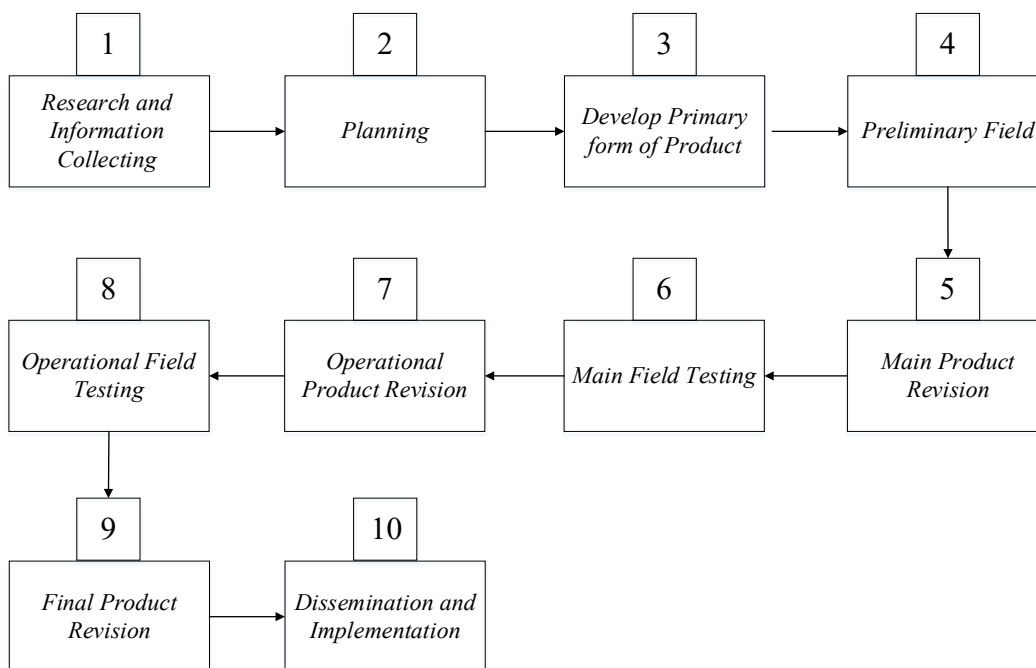 1
Research and
Information
Collecting
2
Planning
3
Develop Primary
form of Product
4
Preliminary Field
5
Main Product
Revision
6
Main Field Testing
7
Operational
Product Revision
8
Operational Field
Testing
9
Final Product
Revision
10
Dissemination and
Implementation